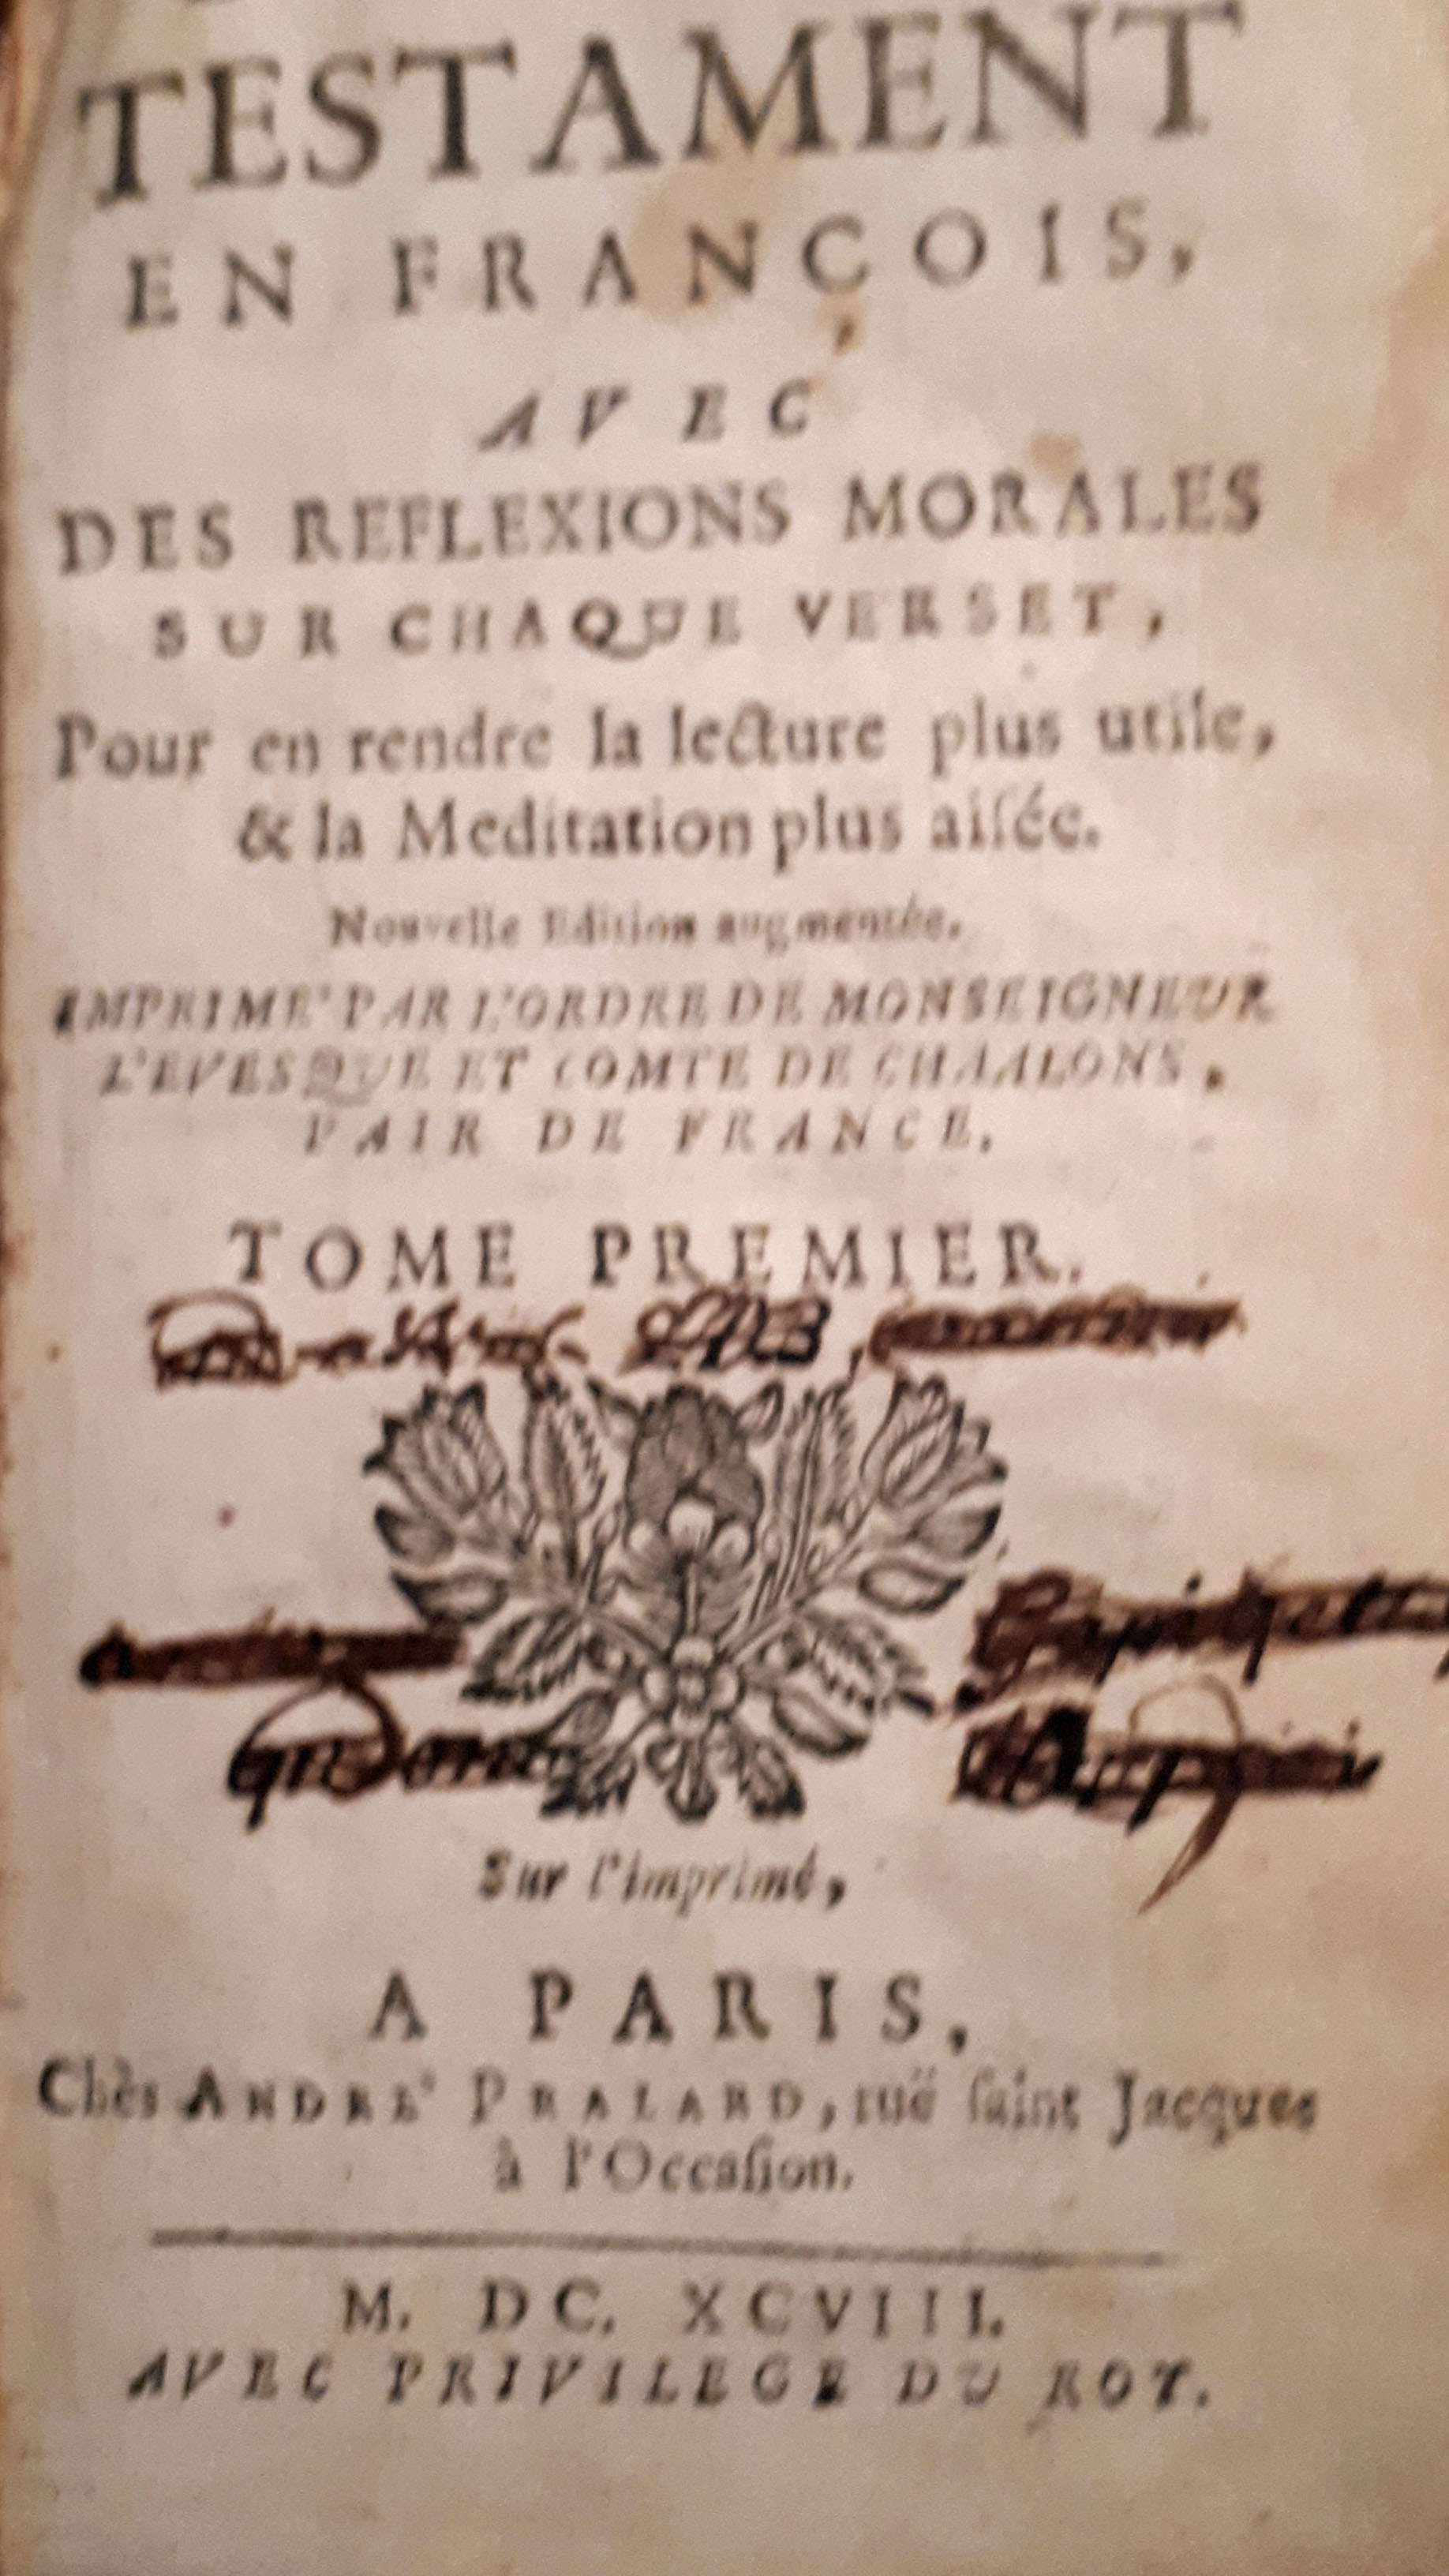 TESTAMENT
EN FRANÇOIS,
AVEC
DES REFLEXIONS MORALES
SUR CHAQUE VERSET,
Pour en rendre la lecture plus utile,
& la Meditation plus aiſée.
Nouvelle Edition augmentée.
IMPRIME' PAR L'ORDRE DE MONSEIGNEUR
L'EVESQUE ET COMTE DE CHAALONS,
PAIR DE FRANCE.
TOME PREMIER.
Sur l'imprimé,
A PARIS,
Chès ANDRE' PRALARD, ruë ſaint Jacques
à l'Occaſion.
M. DC. XCVIII.
AVEC PRIVILEGE DU ROY.